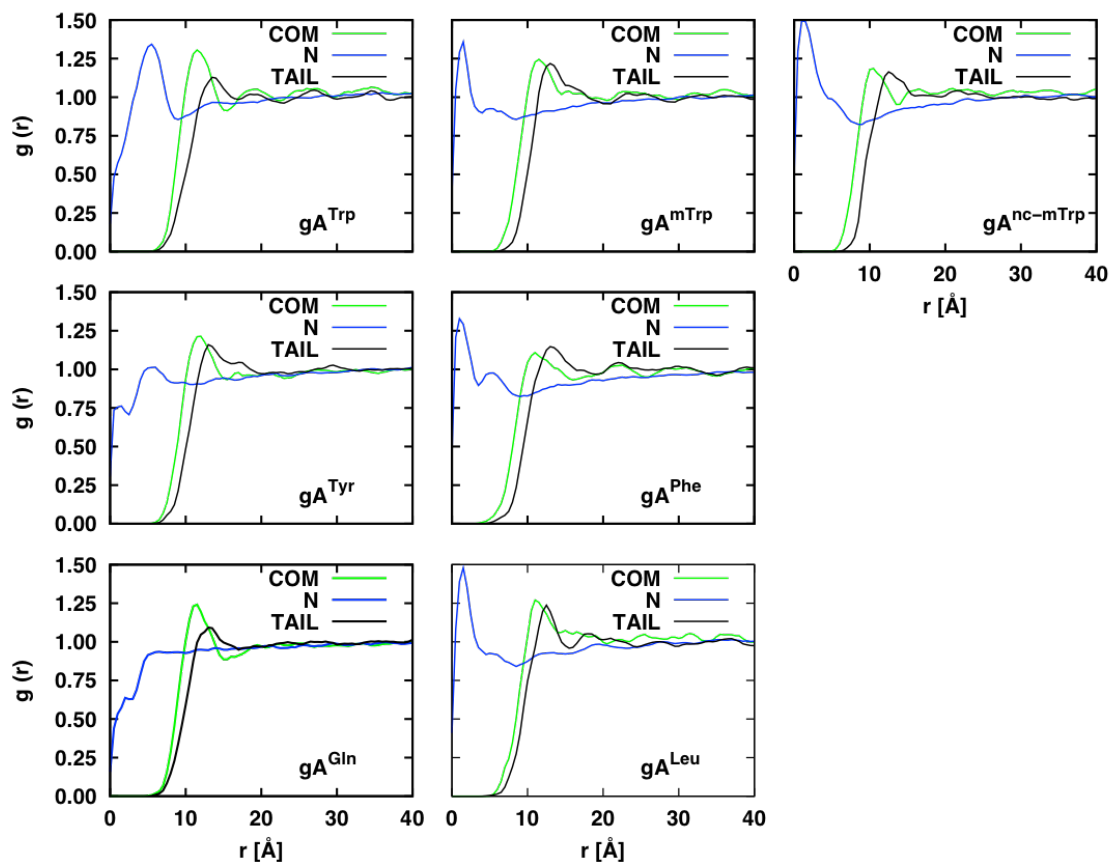 1.50
1.25
1.00
0.75
0.50
0.25
0.00
g (r)
COM
N
TAIL
gA^Trp
COM
N
TAIL
gA^mTrp
COM
N
TAIL
gA^nc−mTrp
0 10 20 30 40
r [Å]
1.50
1.25
1.00
0.75
0.50
0.25
0.00
g (r)
COM
N
TAIL
gA^Tyr
COM
N
TAIL
gA^Phe
1.50
1.25
1.00
0.75
0.50
0.25
0.00
g (r)
COM
N
TAIL
gA^Gln
0 10 20 30 40
r [Å]
COM
N
TAIL
gA^Leu
0 10 20 30 40
r [Å]